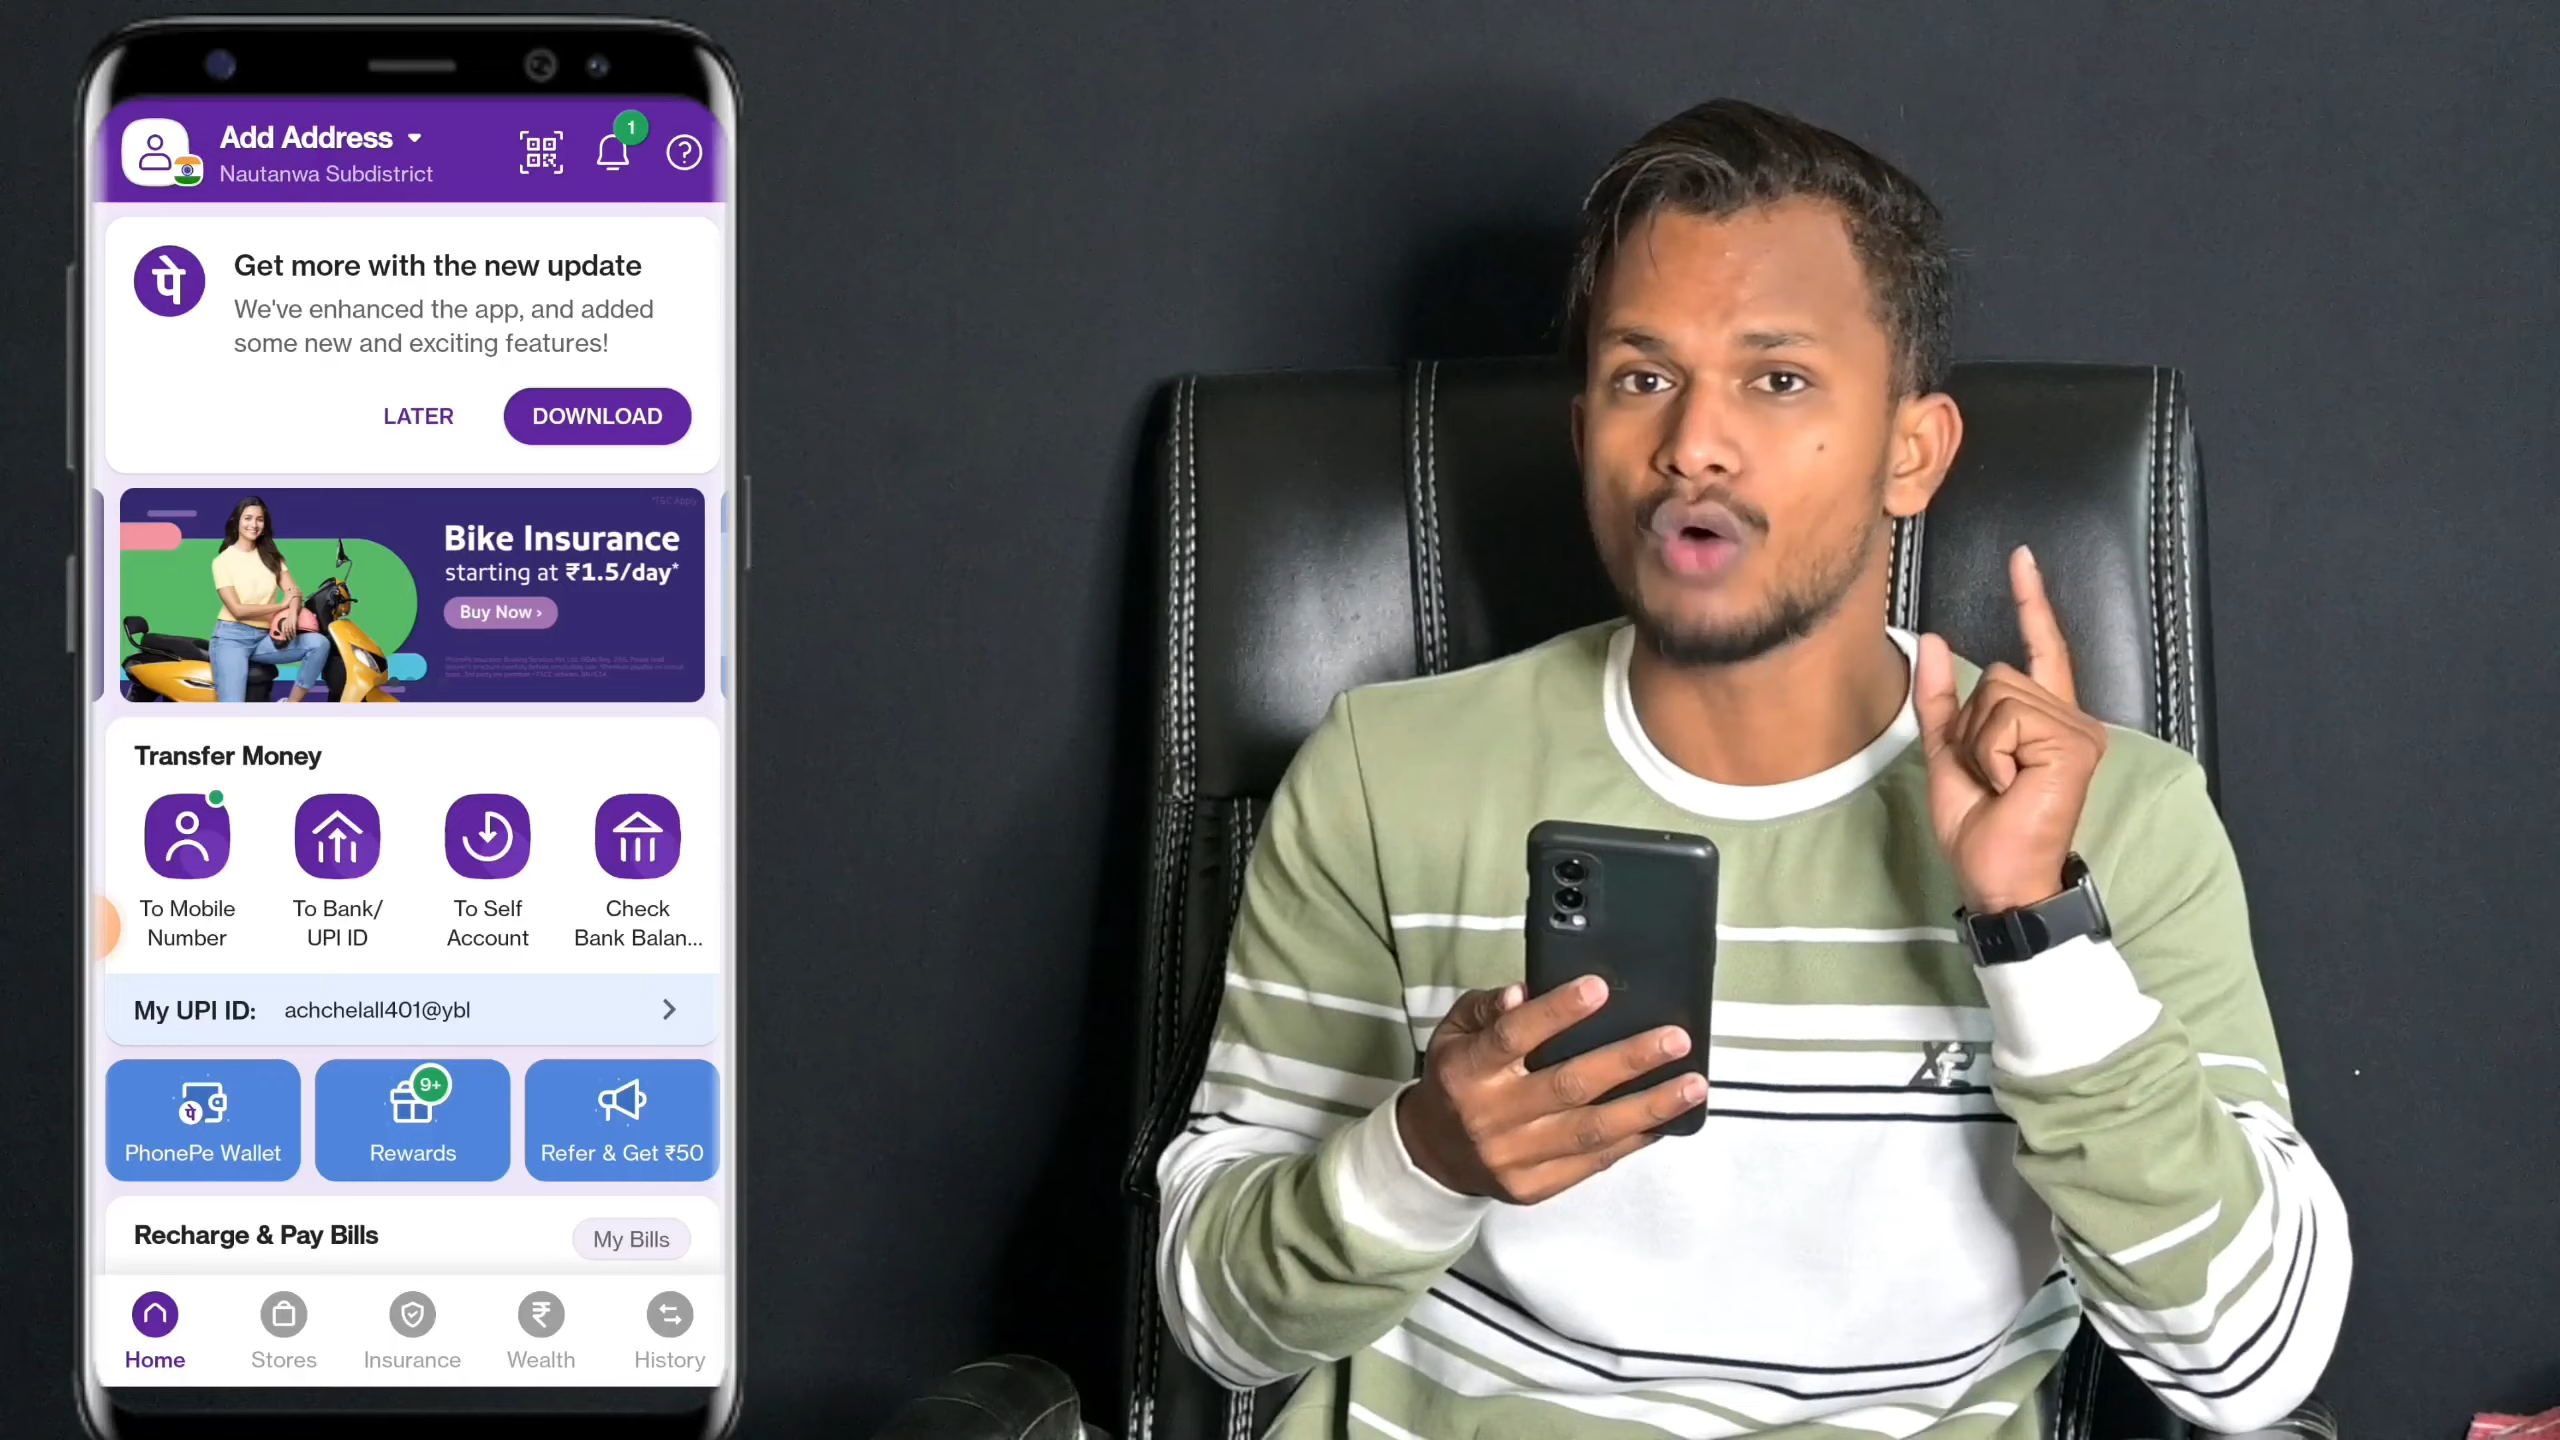 Add Address
Nautanwa Subdistrict
1
पे
Get more with the new update
We've enhanced the app, and added
some new and exciting features!
LATER
DOWNLOAD
*T&C Apply
Bike Insurance
starting at ₹1.5/day*
Buy Now ›
Transfer Money
To Mobile
Number
To Bank/
UPI ID
To Self
Account
Check
Bank Balan...
My UPI ID: achchelall401@ybl
पे
9+
PhonePe Wallet
Rewards
Refer & Get ₹50
Recharge & Pay Bills
My Bills
Home
Stores
Insurance
Wealth
History